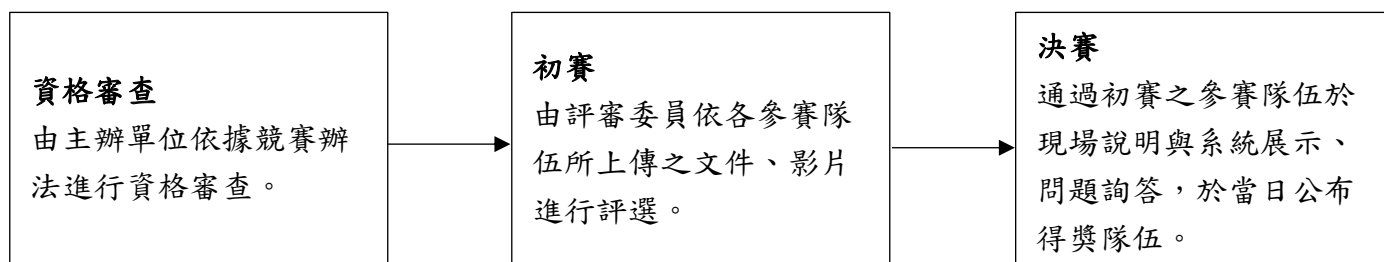 資格審查
由主辦單位依據競賽辦
法進行資格審查。
初賽
由評審委員依各參賽隊
伍所上傳之文件、影片
進行評選。
決賽
通過初賽之參賽隊伍於
現場說明與系統展示、
問題詢答，於當日公布
得獎隊伍。